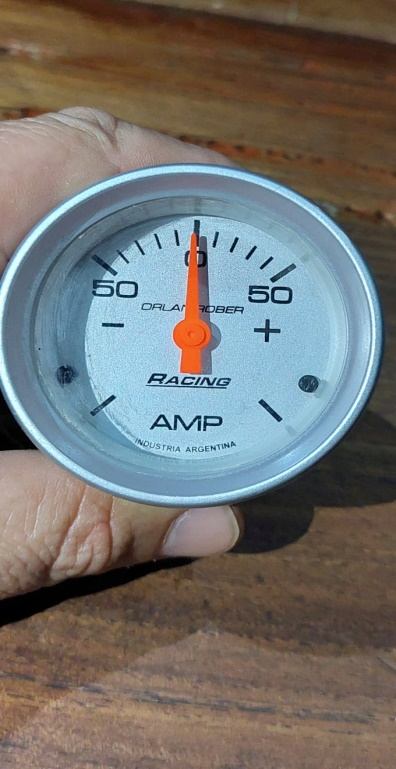 0
50 50
ORLAN ROBER
- +
RACING
AMP
INDUSTRIA ARGENTINA